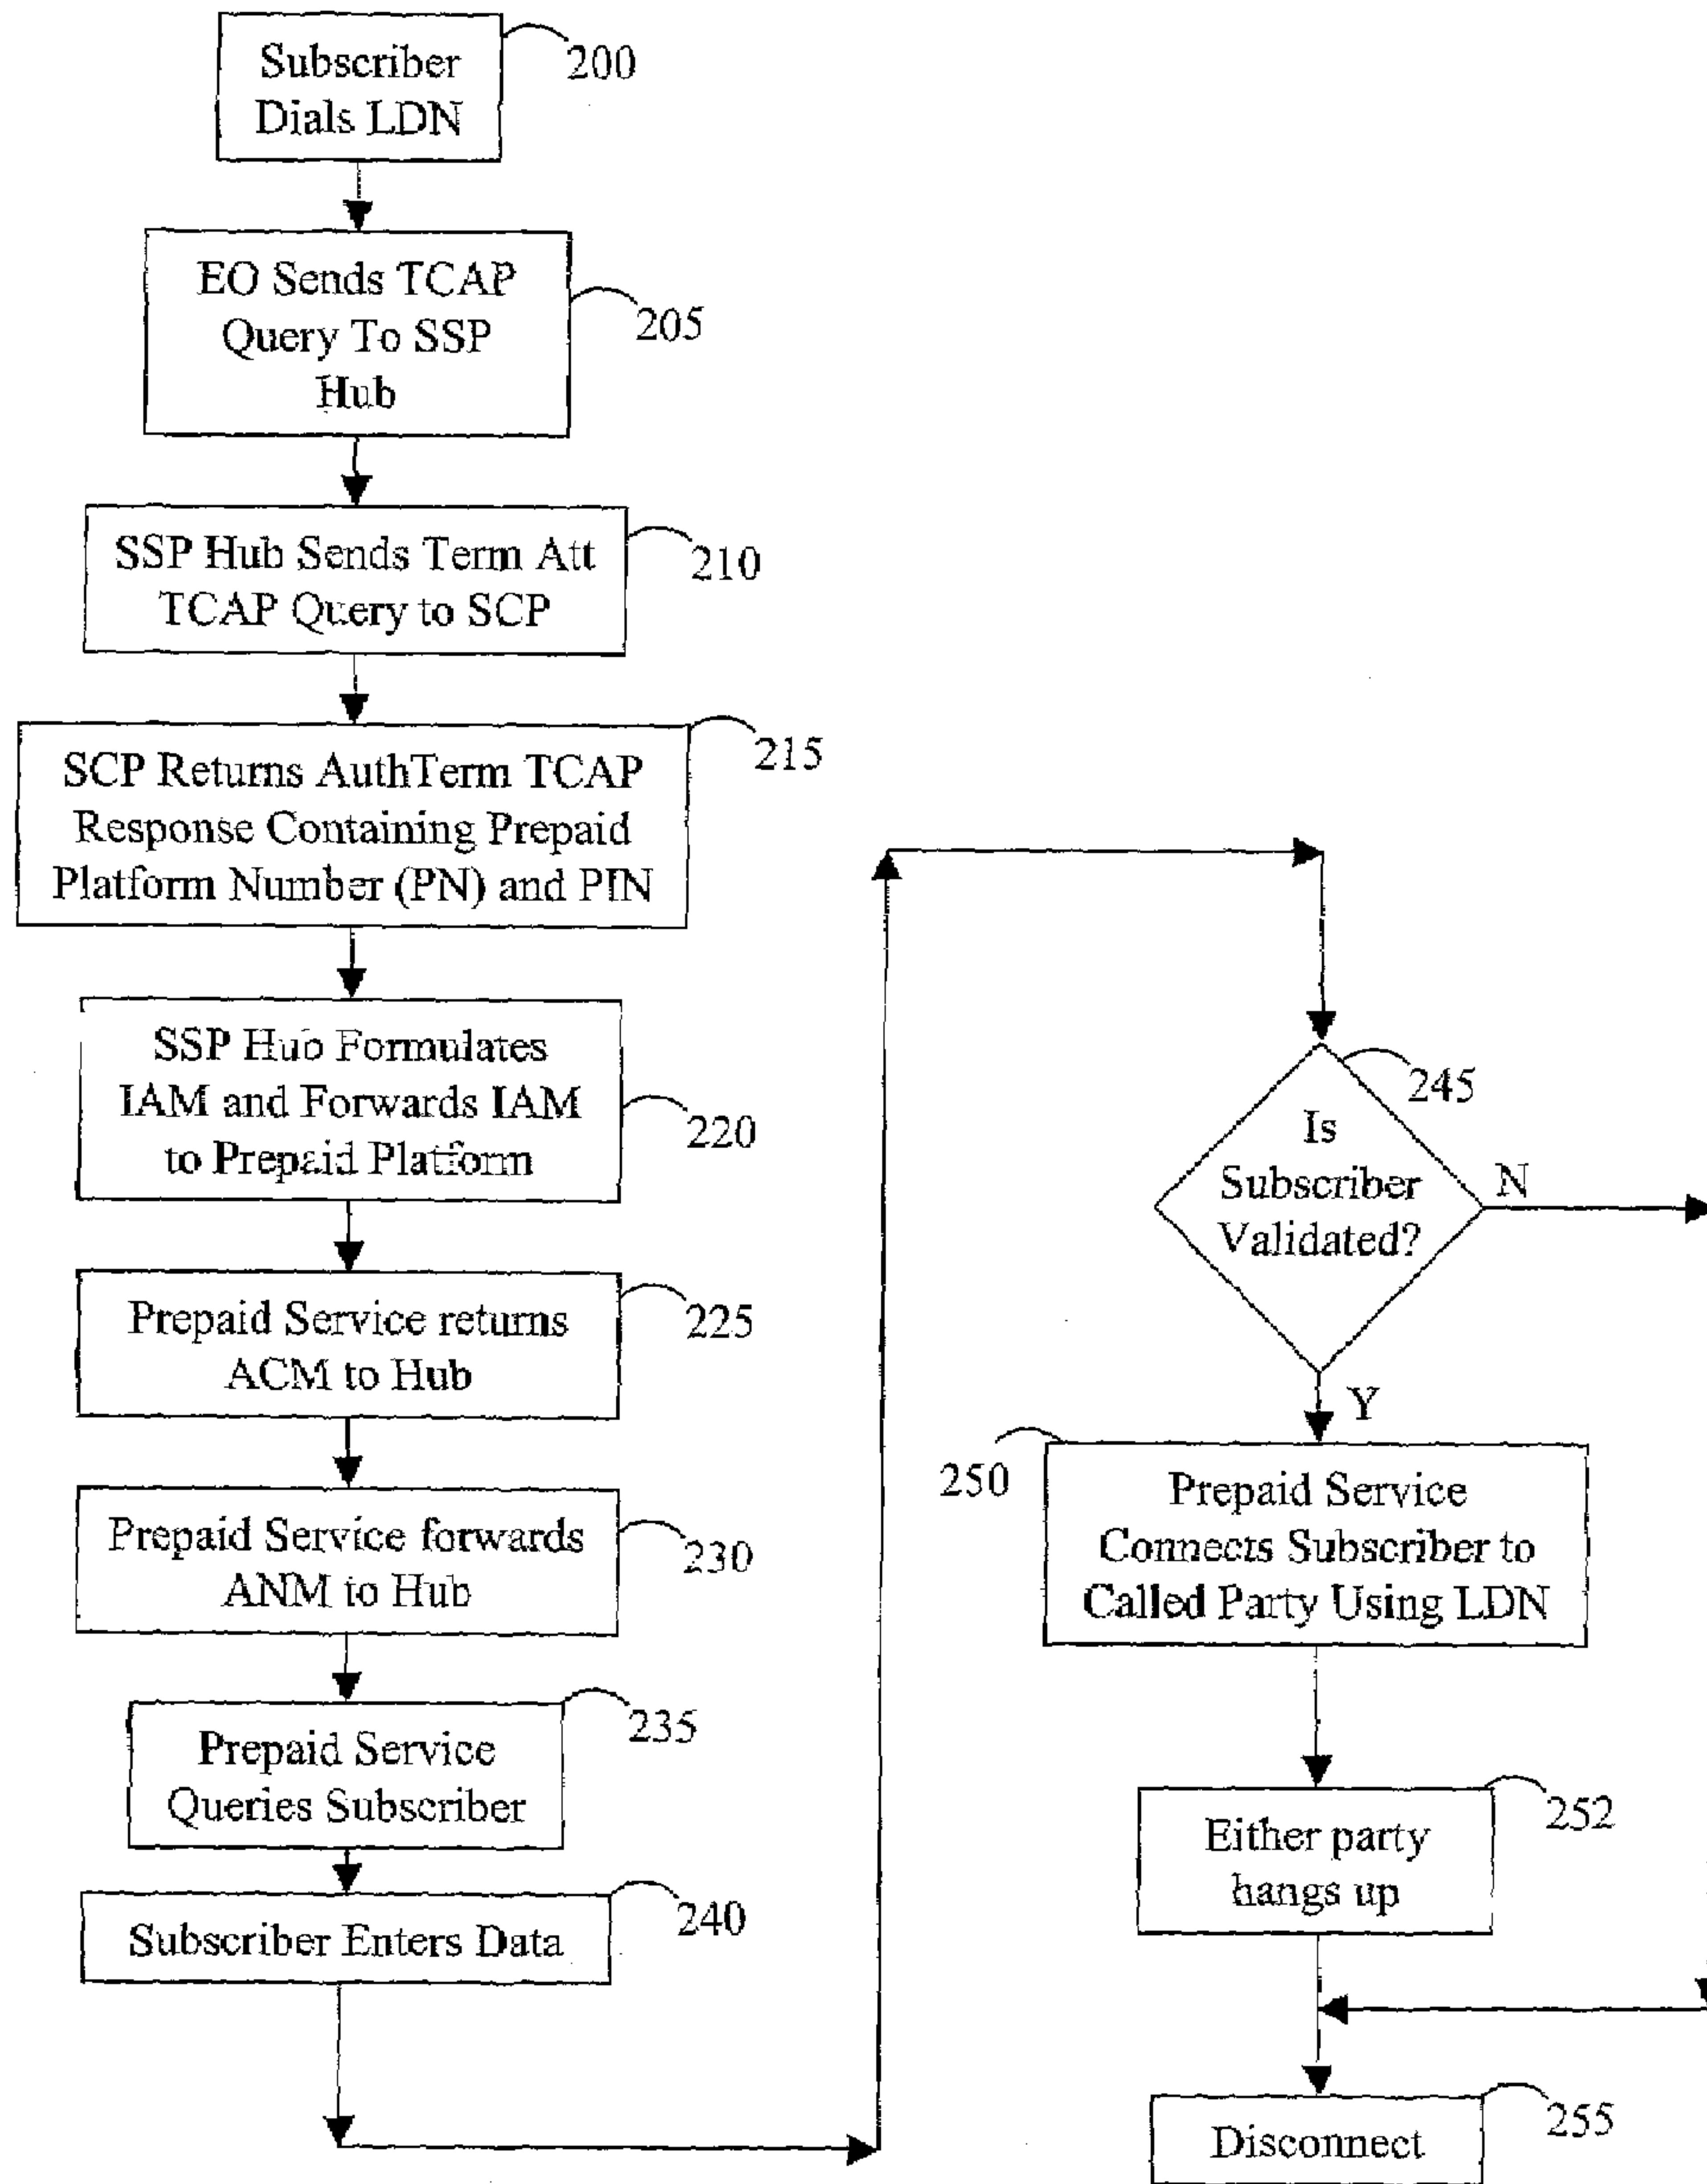 Subscriber
Dials LDN
200
EO Sends TCAP
Query To SSP
Hub
205
SSP Hub Sends Term Att
TCAP Query to SCP
210
SCP Returns AuthTerm TCAP
Response Containing Prepaid
Platform Number (PN) and PIN
215
SSP Hub Formulates
IAM and Forwards IAM
to Prepaid Platform
220
Prepaid Service returns
ACM to Hub
225
Prepaid Service forwards
ANM to Hub
230
Prepaid Service
Queries Subscriber
235
Subscriber Enters Data
240
Is
Subscriber
Validated?
245
N
Y
250
Prepaid Service
Connects Subscriber to
Called Party Using LDN
Either party
hangs up
252
Disconnect
255